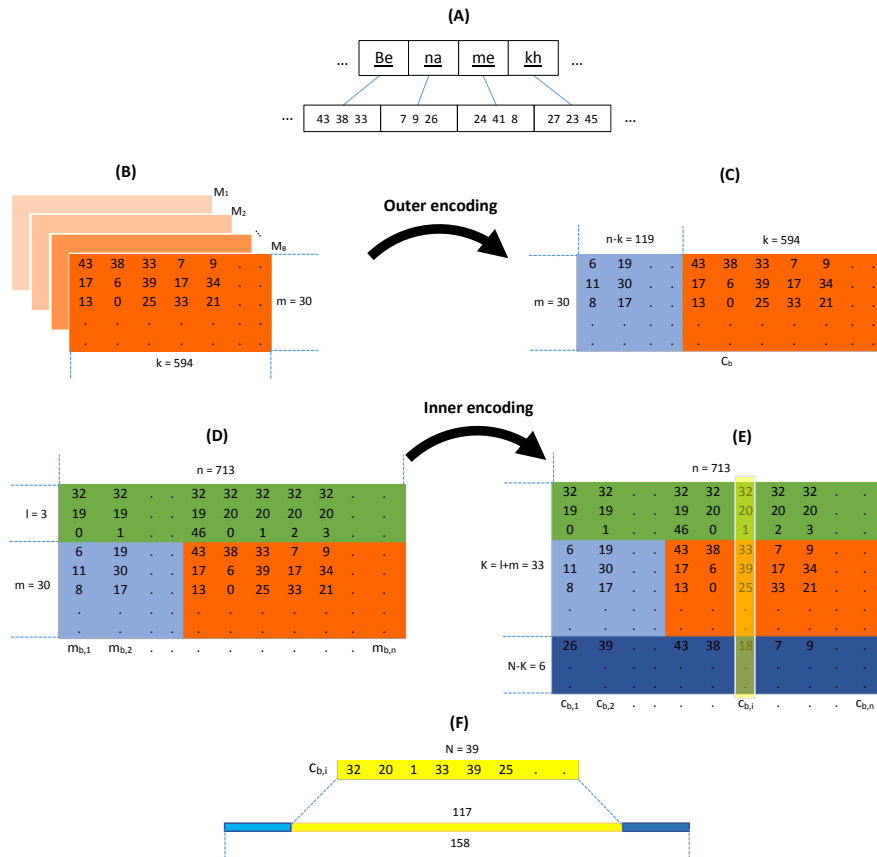 (A)
... Be na me kh ...
... 43 38 33 7 9 26 24 41 8 27 23 45 ...
(B)
M1
M2
...
MB
43 38 33 7 9 . .
17 6 39 17 34 . .
13 0 25 33 21 . .
. . . . . . .
. . . . . . .
m = 30
k = 594
Outer encoding
(C)
n-k = 119 k = 594
6 19 . . 43 38 33 7 9 . .
11 30 . . 17 6 39 17 34 . .
8 17 . . 13 0 25 33 21 . .
. . . . . . . . . . .
. . . . . . . . . . .
m = 30
Cb
Inner encoding
(D)
n = 713
32 32 . . 32 32 32 32 32 . .
19 19 . . 19 20 20 20 20 . .
0 1 . . 46 0 1 2 3 . .
l = 3
6 19 . . 43 38 33 7 9 . .
11 30 . . 17 6 39 17 34 . .
8 17 . . 13 0 25 33 21 . .
. . . . . . . . . . .
. . . . . . . . . . .
m = 30
mb,1 mb,2 . . . . . . . . mb,n
(E)
n = 713
32 32 . . 32 32 32 32 32 . .
19 19 . . 19 20 20 20 20 . .
0 1 . . 46 0 1 2 3 . .
6 19 . . 43 38 33 7 9 . .
11 30 . . 17 6 39 17 34 . .
8 17 . . 13 0 25 33 21 . .
. . . . . . . . . . .
. . . . . . . . . . .
K = l+m = 33
26 39 . . 43 38 18 7 9 . .
. . . . . . . . . . .
. . . . . . . . . . .
N-K = 6
cb,1 cb,2 . . . . cb,i . . . cb,n
(F)
N = 39
cb,i 32 20 1 33 39 25 . .
117
158